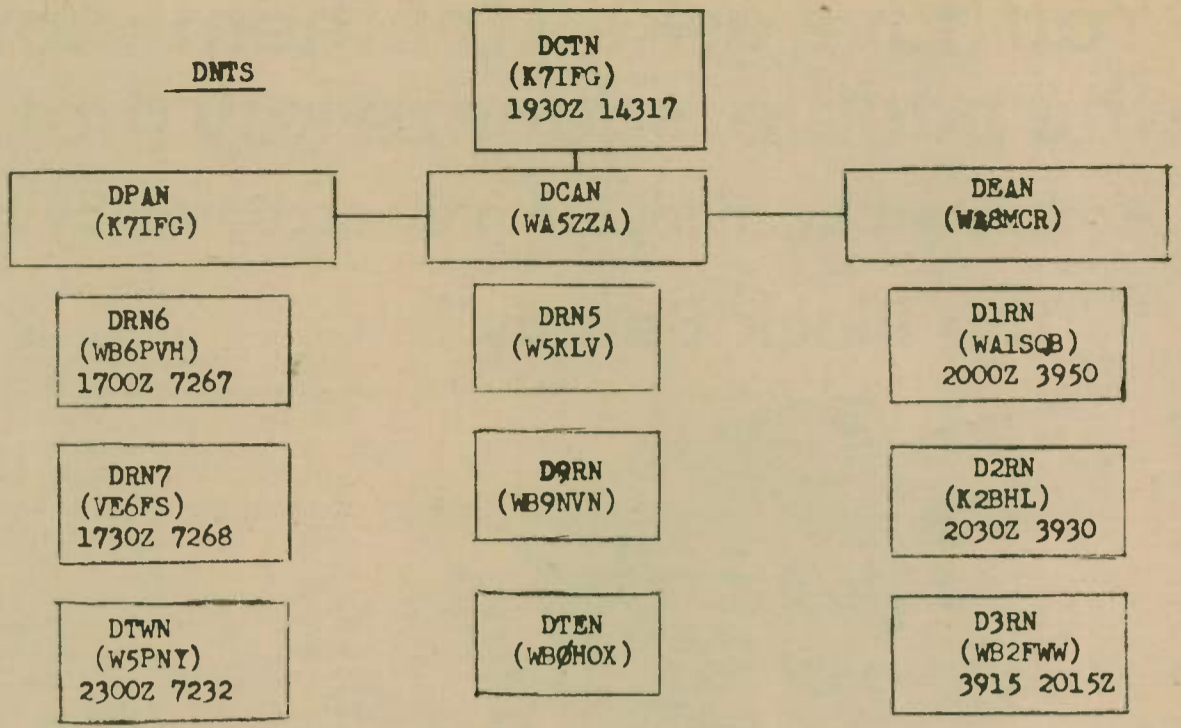 DNTS
DCTN
(K7IFG)
1930Z 14317
DPAN
(K7IFG)
DCAN
(WA5ZZA)
DEAN
(WA8MCR)
DRN6
(WB6PVH)
1700Z 7267
DRN5
(W5KLV)
D1RN
(WA1SQB)
2000Z 3950
DRN7
(VE6FS)
1730Z 7268
D9RN
(WB9NVN)
D2RN
(K2BHL)
2030Z 3930
DTWN
(W5PNY)
2300Z 7232
DTEN
(WBØHOX)
D3RN
(WB2FWW)
3915 2015Z